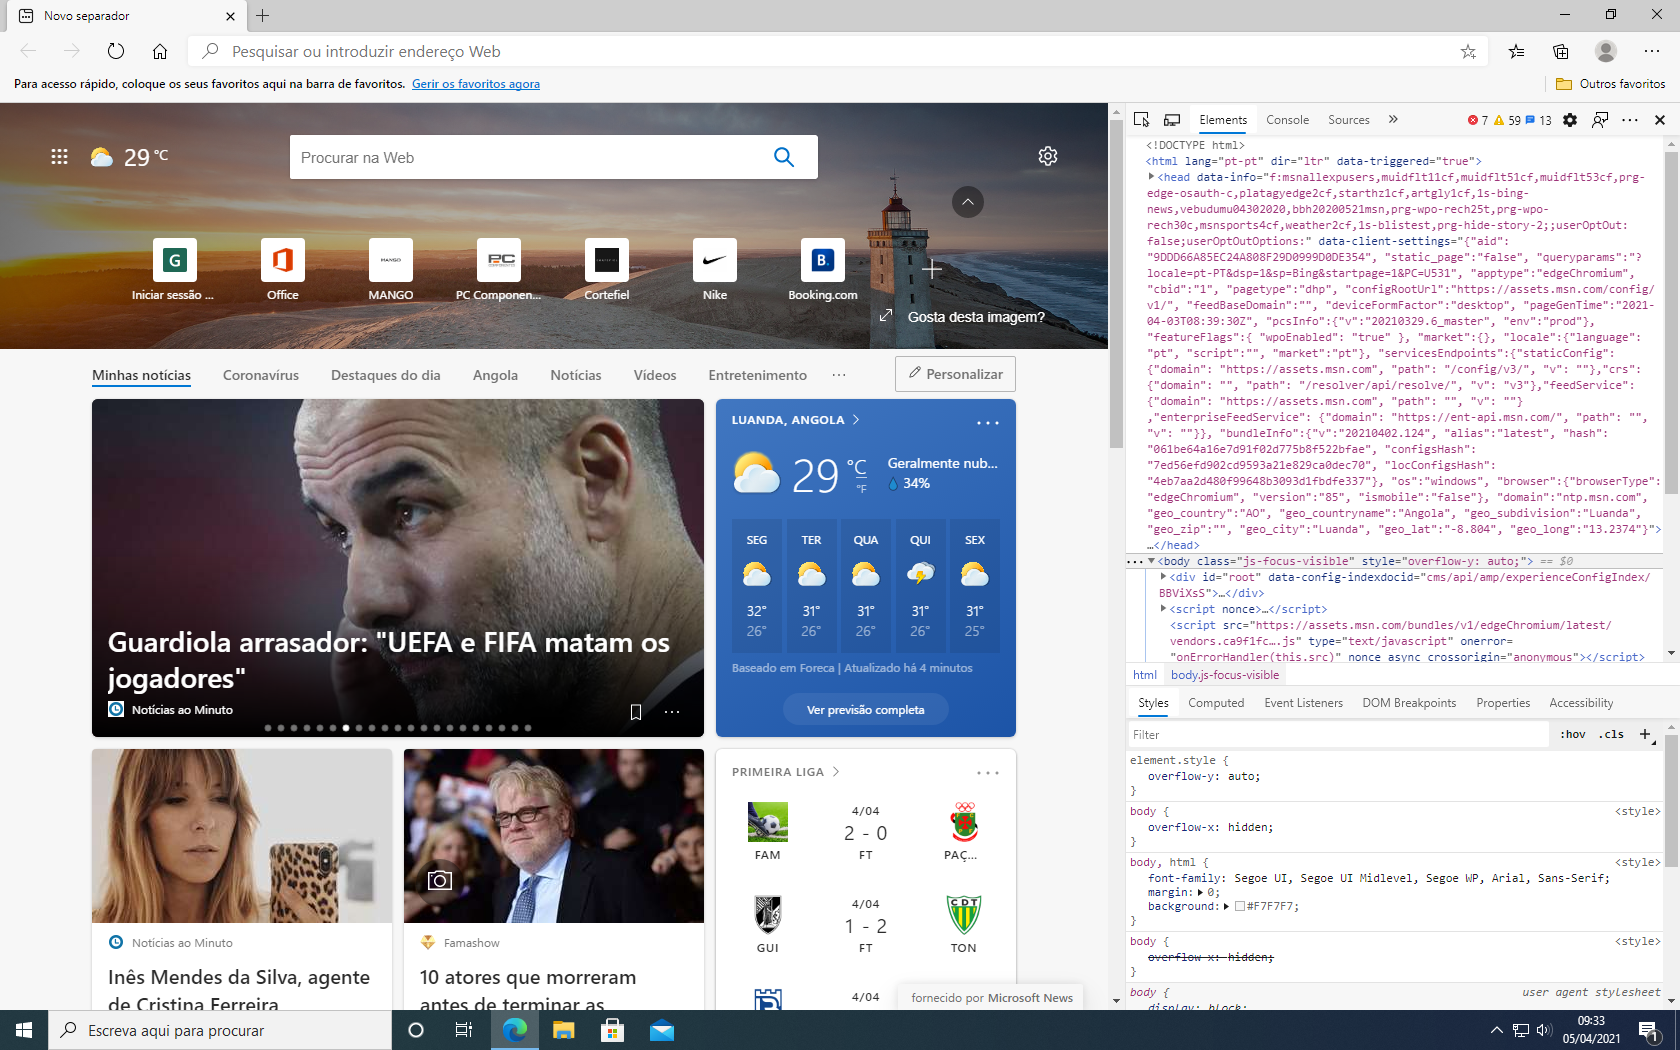 Novo separador
Pesquisar ou introduzir endereço Web
Para acesso rápido, coloque os seus favoritos aqui na barra de favoritos. Gerir os favoritos agora
Outros favoritos
29 °C
Procurar na Web
G
B.
MANGO
PC
Iniciar sessão ...
Office
MANGO
PC Componen...
Cortefiel
Nike
Booking.com
Gosta desta imagem?
Minhas notícias
Coronavírus
Destaques do dia
Angola
Notícias
Vídeos
Entretenimento
Personalizar
Guardiola arrasador: "UEFA e FIFA matam os
jogadores"
Notícias ao Minuto
LUANDA, ANGOLA
29 °C
°F
Geralmente nub...
34%
SEG TER QUA QUI SEX
32° 31° 31° 31° 31°
26° 26° 26° 26° 25°
Baseado em Foreca | Atualizado há 4 minutos
Ver previsão completa
Notícias ao Minuto
Inês Mendes da Silva, agente
de Cristina Ferreira
Famashow
10 atores que morreram
antes de terminar as
PRIMEIRA LIGA
4/04
2 - 0
FAM FT PAÇ...
4/04
CDT
1 - 2
GUI FT TON
4/04
fornecido por Microsoft News
Elements Console Sources 7 59 13
<!DOCTYPE html>
<html lang="pt-pt" dir="ltr" data-triggered="true">
<head data-info="f:msnallexpusers,muidflt11cf,muidflt51cf,muidflt53cf,prg-
edge-osauth-c,platagyedge2cf,starthz1cf,artgly1cf,1s-bing-
news,vebudumu04302020,bbh20200521msn,prg-wpo-rech25t,prg-wpo-
rech30c,msnsports4cf,weather2cf,1s-blistest,prg-hide-story-2;;userOptOut:
false;userOptOutOptions:" data-client-settings="{"aid":
"9DDD66A85EC24A808F29D0999D0DE354", "static_page":"false", "queryparams":"?
locale=pt-PT&dsp=1&sp=Bing&startpage=1&PC=U531", "apptype":"edgeChromium",
"cbid":"1", "pagetype":"dhp", "configRootUrl":"https://assets.msn.com/config/
v1/", "feedBaseDomain":"", "deviceFormFactor":"desktop", "pageGenTime":"2021-
04-03T08:39:30Z", "pcsInfo":{"v":"20210329.6_master", "env":"prod"},
"featureFlags":{ "wpoEnabled": "true" }, "market":{}, "locale":{"language":
"pt", "script":"", "market":"pt"}, "servicesEndpoints":{"staticConfig":
{"domain": "https://assets.msn.com", "path": "/config/v3/", "v": ""},"crs":
{"domain": "", "path": "/resolver/api/resolve/", "v": "v3"},"feedService":
{"domain": "https://assets.msn.com", "path": "", "v": ""}
,"enterpriseFeedService": {"domain": "https://ent-api.msn.com/", "path": "",
"v": ""}}, "bundleInfo":{"v":"20210402.124", "alias":"latest", "hash":
"061be64a16e7d91f02d775b8f522bfae", "configsHash":
"7ed56efd902cd9593a21e829ca0dec70", "locConfigsHash":
"4eb7aa2d480f99648b3093d1fbdfe337"}, "os":"windows", "browser":{"browserType":
"edgeChromium", "version":"85", "ismobile":"false"}, "domain":"ntp.msn.com",
"geo_country":"AO", "geo_countryname":"Angola", "geo_subdivision":"Luanda",
"geo_zip":"", "geo_city":"Luanda", "geo_lat":"-8.804", "geo_long":"13.2374"}">
…</head>
<body class="js-focus-visible" style="overflow-y: auto;"> == $0
<div id="root" data-config-indexdocid="cms/api/amp/experienceConfigIndex/
BBViXsS">…</div>
<script nonce>…</script>
<script src="https://assets.msn.com/bundles/v1/edgeChromium/latest/
vendors.ca9f1fc….js" type="text/javascript" onerror=
"onErrorHandler(this.src)" nonce async crossorigin="anonymous"></script>
html body.js-focus-visible
Styles Computed Event Listeners DOM Breakpoints Properties Accessibility
Filter :hov .cls +
element.style {
overflow-y: auto;
}
body { <style>
overflow-x: hidden;
}
body, html { <style>
font-family: Segoe UI, Segoe UI Midlevel, Segoe WP, Arial, Sans-Serif;
margin: 0;
background: #F7F7F7;
}
body { <style>
overflow-x: hidden;
}
body { user agent stylesheet
display: block;
Escreva aqui para procurar
09:33
05/04/2021
1